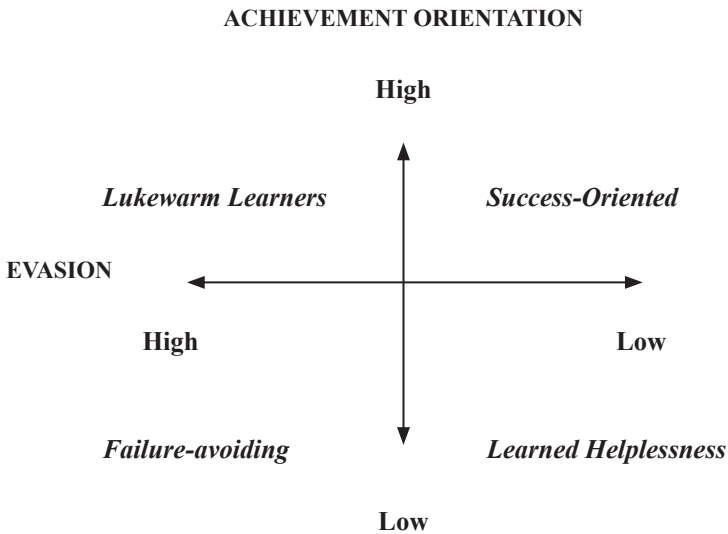 ACHIEVEMENT ORIENTATION
High
Lukewarm Learners
Success-Oriented
EVASION
High
Low
Failure-avoiding
Learned Helplessness
Low